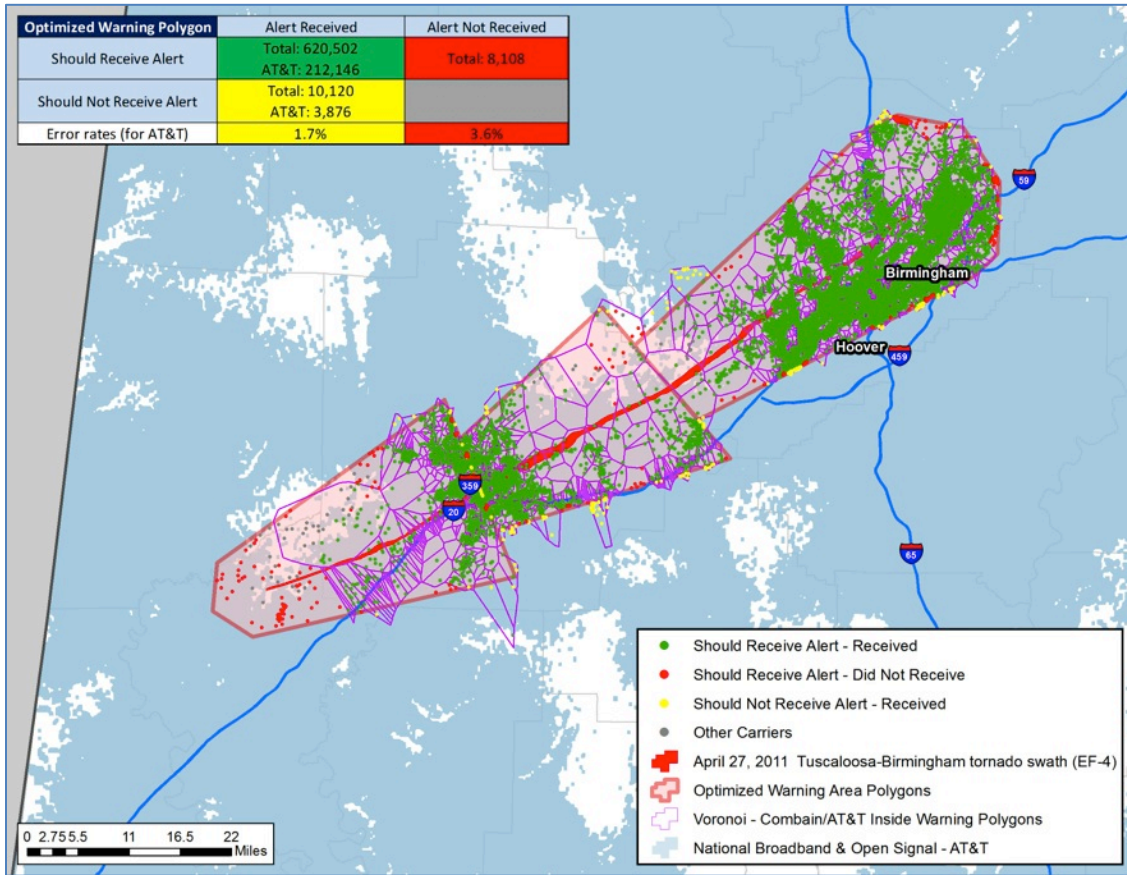 Optimized Warning Polygon Alert Received Alert Not Received
Should Receive Alert Total: 620,502 AT&T: 212,146 Total: 8,108
Should Not Receive Alert Total: 10,120 AT&T: 3,876
Error rates (for AT&T) 1.7% 3.6%
59
Birmingham
Hoover
459
359
20
65
Should Receive Alert - Received
Should Receive Alert - Did Not Receive
Should Not Receive Alert - Received
Other Carriers
April 27, 2011 Tuscaloosa-Birmingham tornado swath (EF-4)
Optimized Warning Area Polygons
Voronoi - Combain/AT&T Inside Warning Polygons
National Broadband & Open Signal - AT&T
0 2.75 5.5 11 16.5 22
Miles